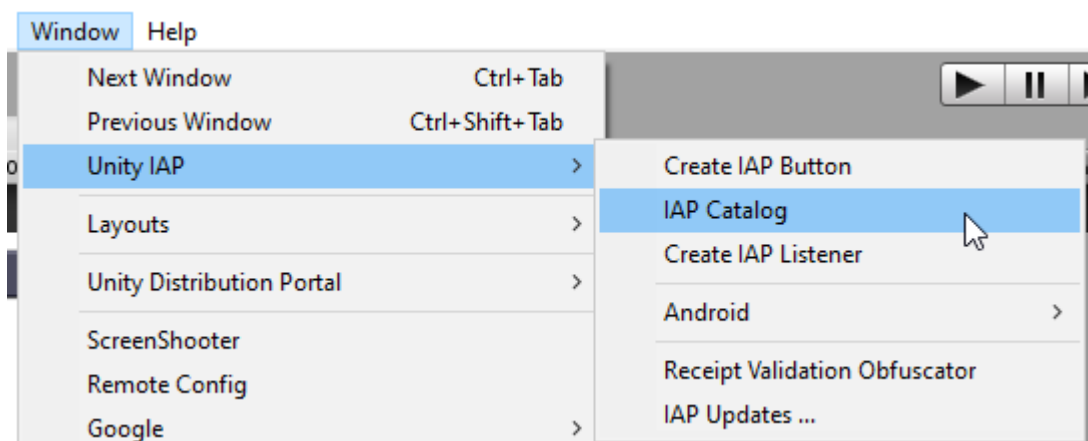 Window Help
Next Window Ctrl+Tab
Previous Window Ctrl+Shift+Tab
Unity IAP
Layouts
Unity Distribution Portal
ScreenShooter
Remote Config
Google
Create IAP Button
IAP Catalog
Create IAP Listener
Android
Receipt Validation Obfuscator
IAP Updates ...